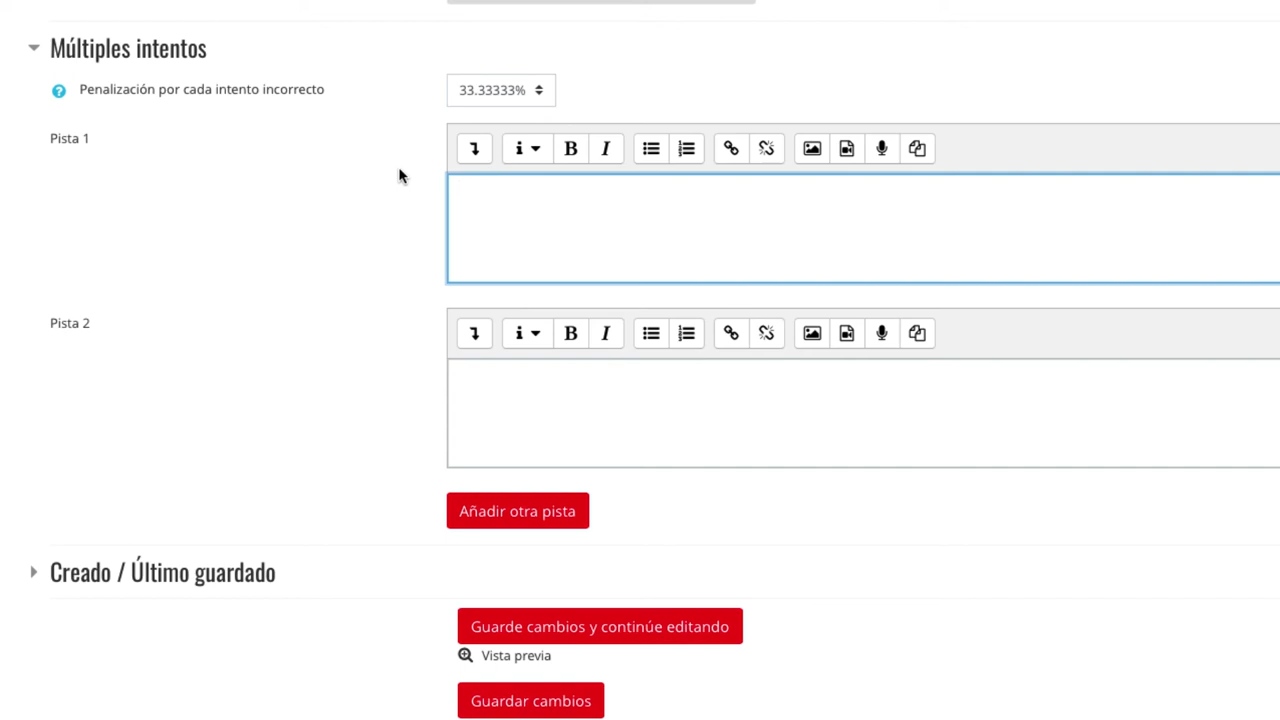 Múltiples intentos
Penalización por cada intento incorrecto
33.33333%
Pista 1
Pista 2
Añadir otra pista
Creado / Último guardado
Guarde cambios y continúe editando
Vista previa
Guardar cambios